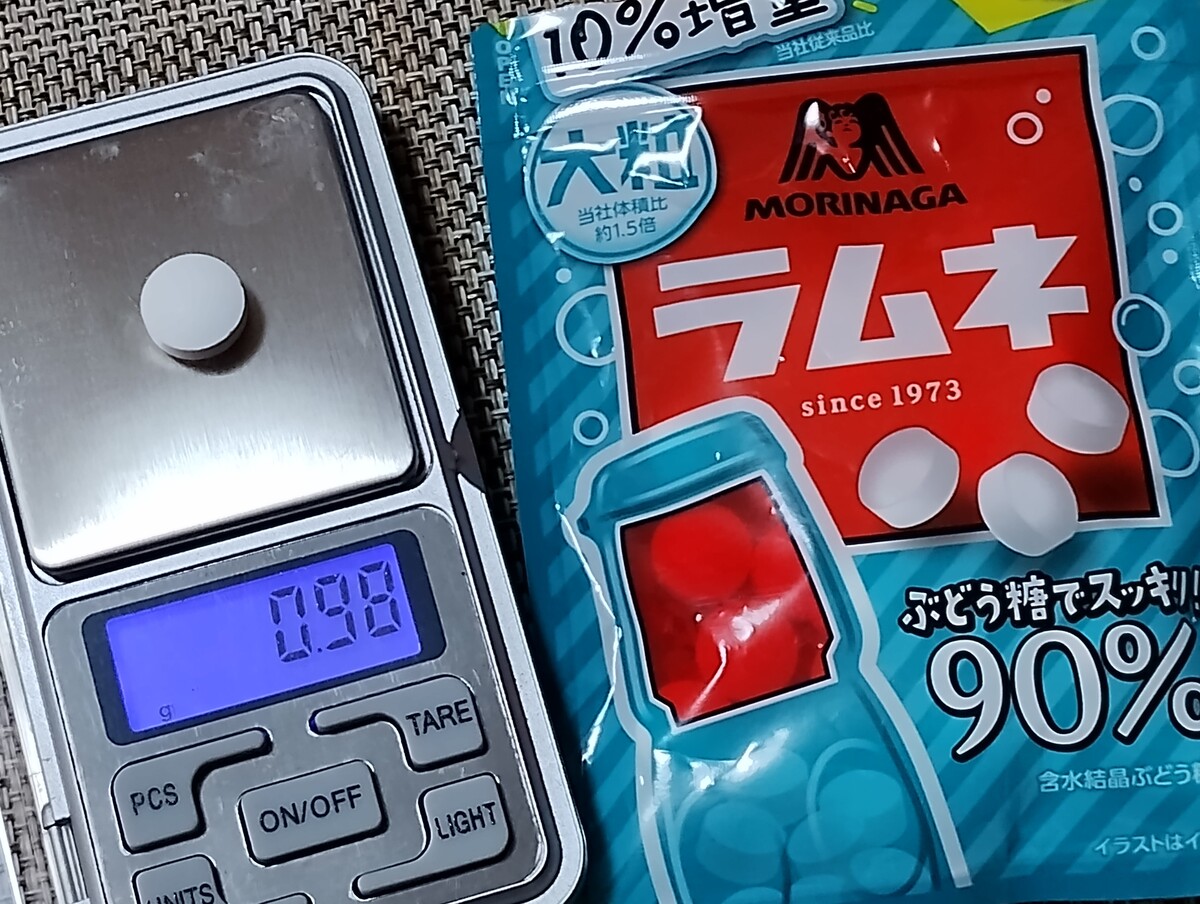 0.98
g
TARE
PCS
ON/OFF
LIGHT
UNITS
OPEN
10%増量
当社従来品比
大粒
当社体積比
約1.5倍
MORINAGA
ラムネ
since 1973
ぶどう糖でスッキリ
90%
含水結晶ぶどう
イラストはイ